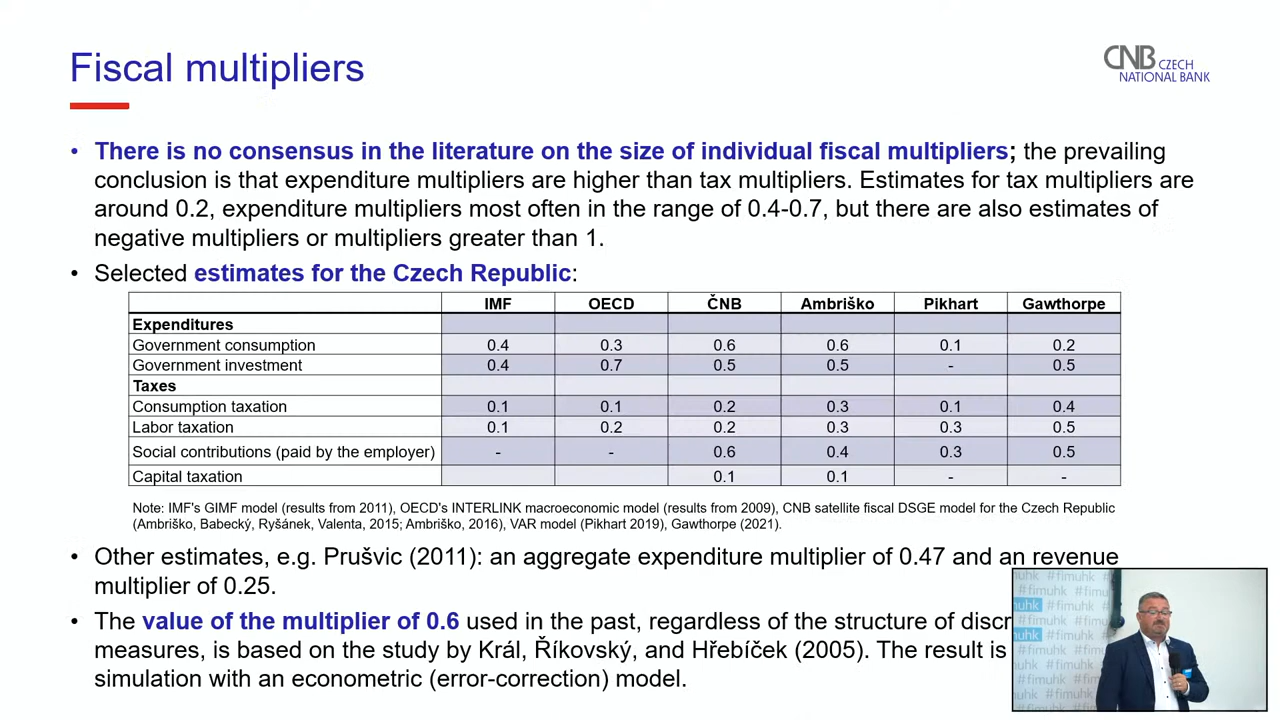 Fiscal multipliers
CNB CZECH
NATIONAL BANK
• There is no consensus in the literature on the size of individual fiscal multipliers; the prevailing
conclusion is that expenditure multipliers are higher than tax multipliers. Estimates for tax multipliers are
around 0.2, expenditure multipliers most often in the range of 0.4-0.7, but there are also estimates of
negative multipliers or multipliers greater than 1.
• Selected estimates for the Czech Republic:
IMF OECD ČNB Ambriško Pikhart Gawthorpe
Expenditures
Government consumption 0.4 0.3 0.6 0.6 0.1 0.2
Government investment 0.4 0.7 0.5 0.5 - 0.5
Taxes
Consumption taxation 0.1 0.1 0.2 0.3 0.1 0.4
Labor taxation 0.1 0.2 0.2 0.3 0.3 0.5
Social contributions (paid by the employer) - - 0.6 0.4 0.3 0.5
Capital taxation 0.1 0.1 - -
Note: IMF's GIMF model (results from 2011), OECD's INTERLINK macroeconomic model (results from 2009), CNB satellite fiscal DSGE model for the Czech Republic
(Ambriško, Babecký, Ryšánek, Valenta, 2015; Ambriško, 2016), VAR model (Pikhart 2019), Gawthorpe (2021).
• Other estimates, e.g. Prušvic (2011): an aggregate expenditure multiplier of 0.47 and an revenue
multiplier of 0.25.
• The value of the multiplier of 0.6 used in the past, regardless of the structure of discr
measures, is based on the study by Král, Říkovský, and Hřebíček (2005). The result is
simulation with an econometric (error-correction) model.
#fimuhk